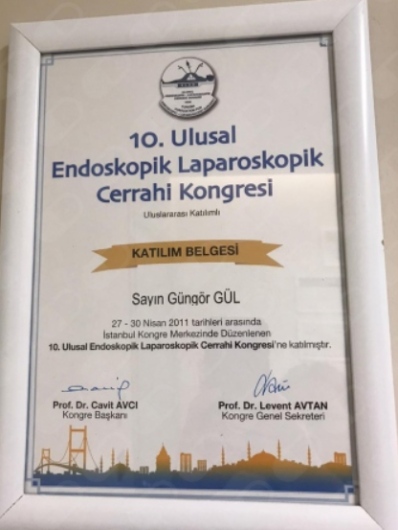 10. Ulusal
Endoskopik Laparoskopik
Cerrahi Kongresi
Uluslararası Katılımlı
KATILIM BELGESİ
Sayın Güngör GÜL
27 - 30 Nisan 2011 tarihleri arasında
İstanbul Kongre Merkezinde Düzenlenen
10. Ulusal Endoskopik Laparoskopik Cerrahi Kongresi'ne katılmıştır.
Prof. Dr. Cavit AVCI
Kongre Başkanı
Prof. Dr. Levent AVTAN
Kongre Genel Sekreteri